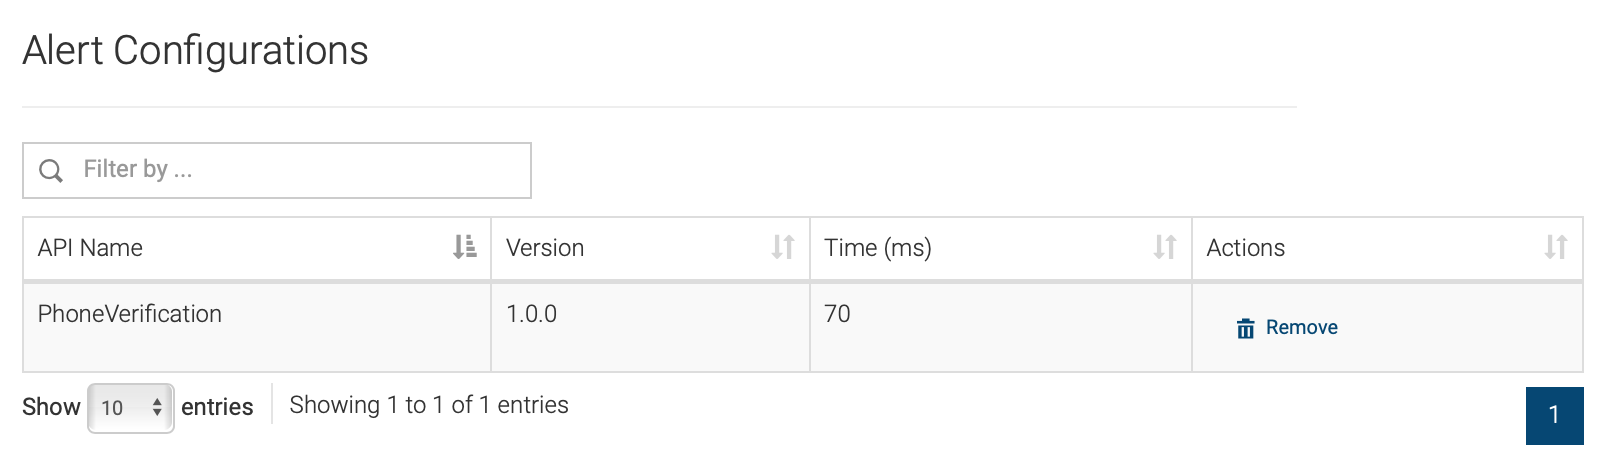 Alert Configurations
Filter by ...
API Name Version Time (ms) Actions
PhoneVerification 1.0.0 70 Remove
Show 10 entries Showing 1 to 1 of 1 entries 1